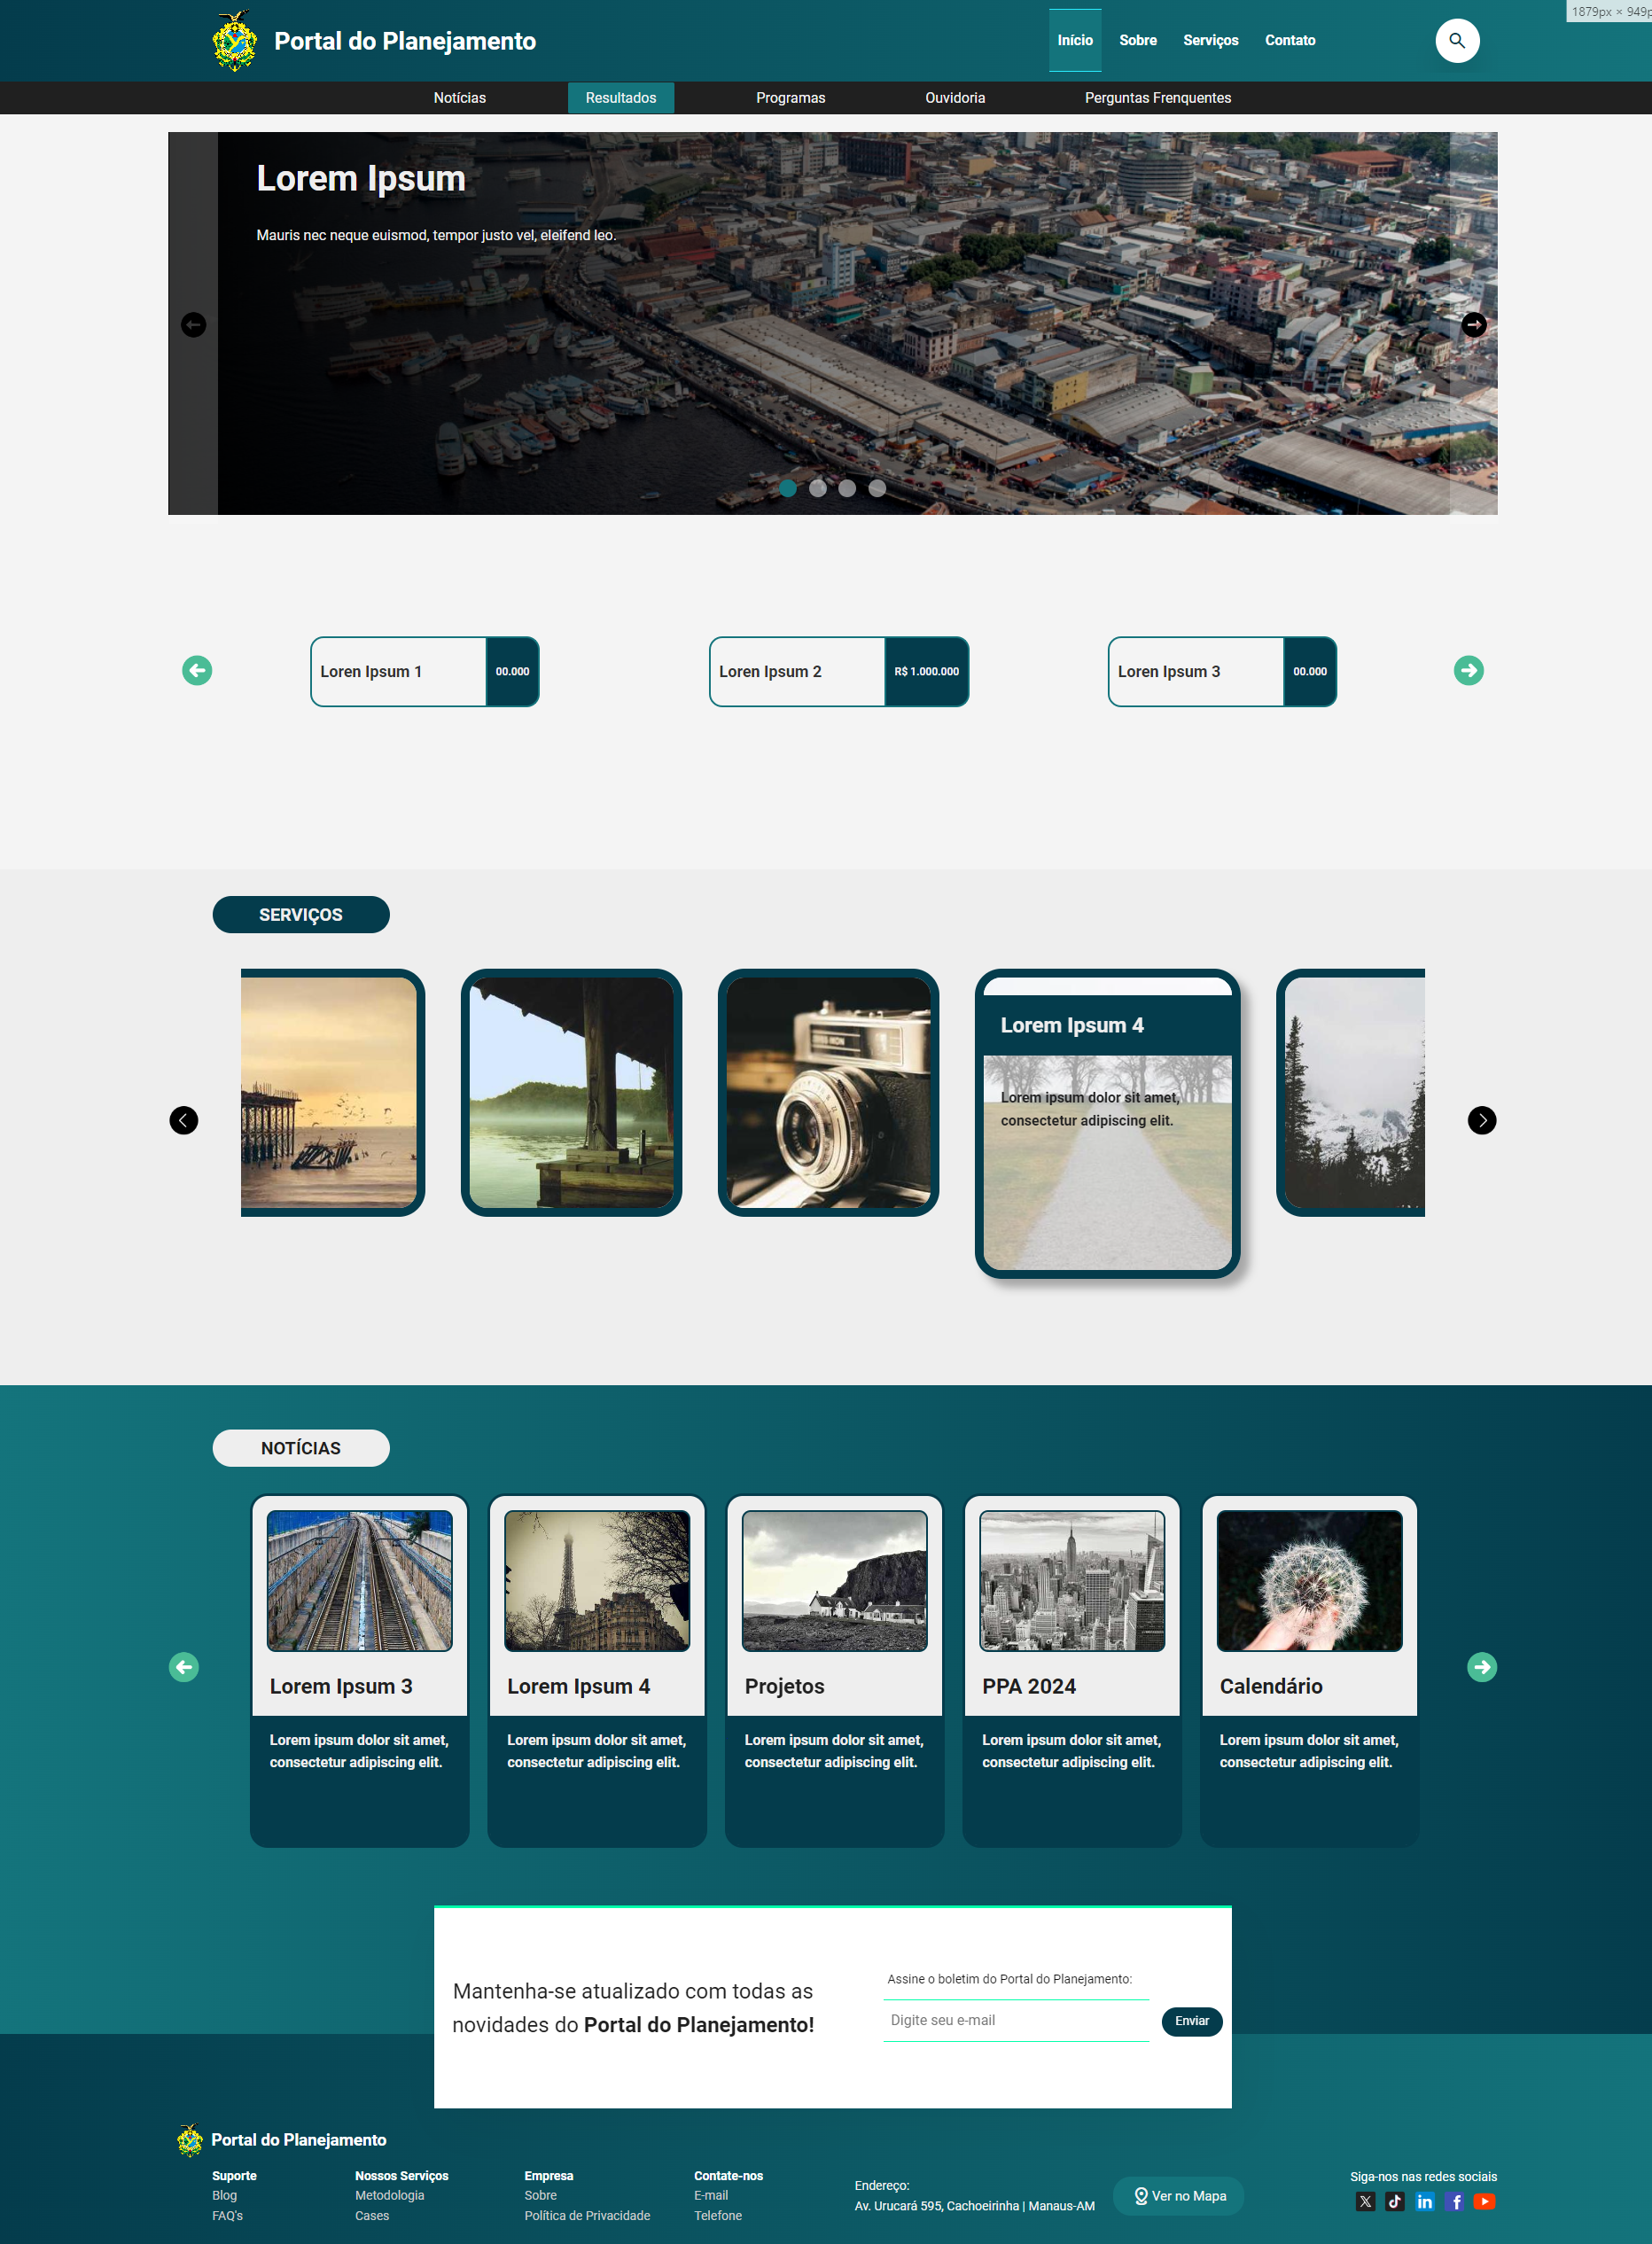 1879px × 949p
Portal do Planejamento
Início
Sobre
Serviços
Contato
Notícias
Resultados
Programas
Ouvidoria
Perguntas Frenquentes
Lorem Ipsum
Mauris nec neque euismod, tempor justo vel, eleifend leo.
Loren Ipsum 1
00.000
Loren Ipsum 2
R$ 1.000.000
Loren Ipsum 3
00.000
SERVIÇOS
Lorem Ipsum 4
Lorem ipsum dolor sit amet,
consectetur adipiscing elit.
NOTÍCIAS
Lorem Ipsum 3
Lorem ipsum dolor sit amet,
consectetur adipiscing elit.
Lorem Ipsum 4
Lorem ipsum dolor sit amet,
consectetur adipiscing elit.
Projetos
Lorem ipsum dolor sit amet,
consectetur adipiscing elit.
PPA 2024
Lorem ipsum dolor sit amet,
consectetur adipiscing elit.
Calendário
Lorem ipsum dolor sit amet,
consectetur adipiscing elit.
Mantenha-se atualizado com todas as
novidades do Portal do Planejamento!
Assine o boletim do Portal do Planejamento:
Digite seu e-mail
Enviar
Portal do Planejamento
Suporte
Blog
FAQ's
Nossos Serviços
Metodologia
Cases
Empresa
Sobre
Política de Privacidade
Contate-nos
E-mail
Telefone
Endereço:
Av. Urucará 595, Cachoeirinha | Manaus-AM
Ver no Mapa
Siga-nos nas redes sociais